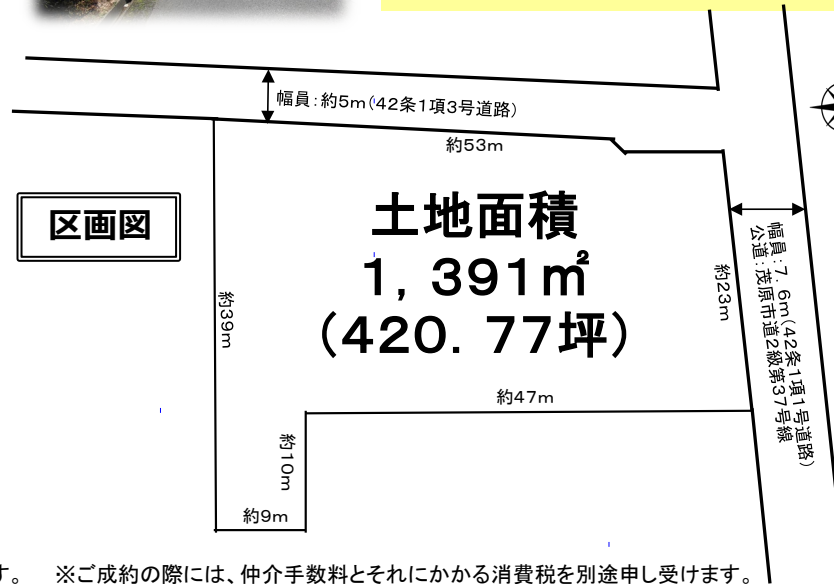 幅員：約5m（42条1項3号道路）
約53m
区画図
土地面積
1，391㎡
（420．77坪）
約39m
約23m
幅員：7．6m（42条1項1号道路）
公道：茂原市道2級第37号線
約47m
約10m
約9m
す。　※ご成約の際には、仲介手数料とそれにかかる消費税を別途申し受けます。